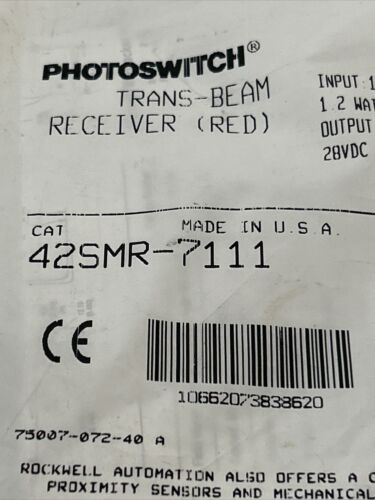 PHOTOSWITCH®
TRANS-BEAM
RECEIVER (RED)
INPUT:
1.2
OUTPUT
28VDC
CAT
MADE IN U.S.A.
42SMR-7111
CE
10662073838620
75007-072-40 A
ROCKWELL AUTOMATION ALSO OFFERS A
PROXIMITY SENSORS AND MECHANICAL